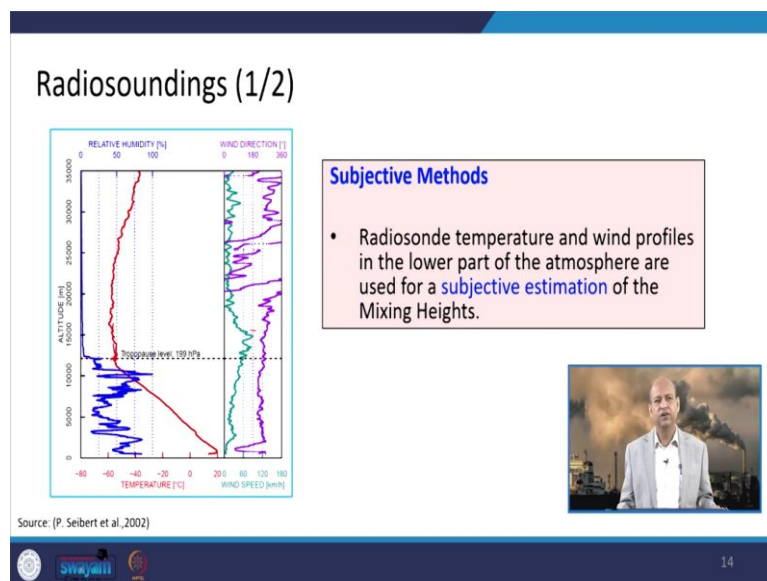 Radiosoundings (1/2)
RELATIVE HUMIDITY [%]
0 50 100
WIND DIRECTION [°]
0 180 360
ALTITUDE [m]
35000
30000
25000
20000
15000
10000
5000
0
Tropopause level, 199 hPa
-80 -60 -40 -20 0 20
TEMPERATURE [°C]
0 60 120 180
WIND SPEED [km/h]
Subjective Methods
• Radiosonde temperature and wind profiles
in the lower part of the atmosphere are
used for a subjective estimation of the
Mixing Heights.
Source: (P. Seibert et al.,2002)
swayam
14